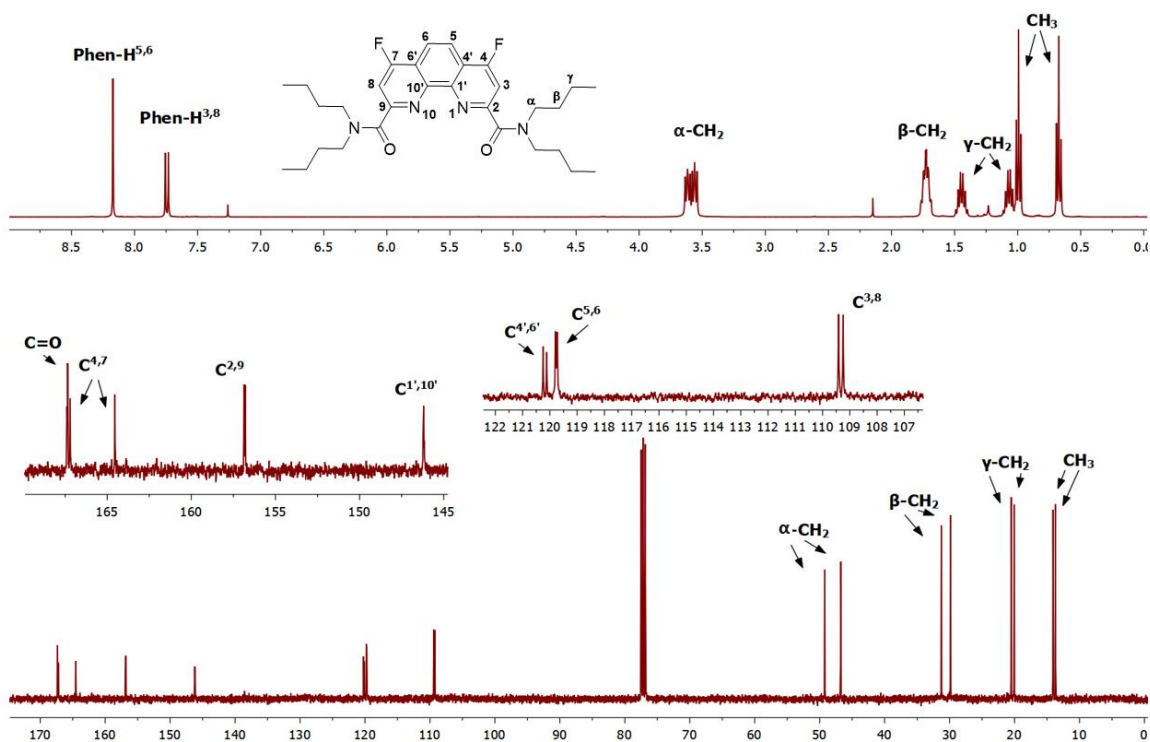 Phen-H⁵,⁶
Phen-H³,⁸
F
F
6
5
7
6'
4'
4
8
10'
1'
3
9
N
10
N
1
2
N
O
O
N
α
β
γ
α-CH₂
β-CH₂
γ-CH₂
CH₃
8.5 8.0 7.5 7.0 6.5 6.0 5.5 5.0 4.5 4.0 3.5 3.0 2.5 2.0 1.5 1.0 0.5 0.0
C=O
C⁴,⁷
C²,⁹
C¹',¹⁰'
165 160 155 150 145
C⁴',⁶'
C⁵,⁶
C³,⁸
122 121 120 119 118 117 116 115 114 113 112 111 110 109 108 107
α-CH₂
β-CH₂
γ-CH₂
CH₃
170 160 150 140 130 120 110 100 90 80 70 60 50 40 30 20 10 0